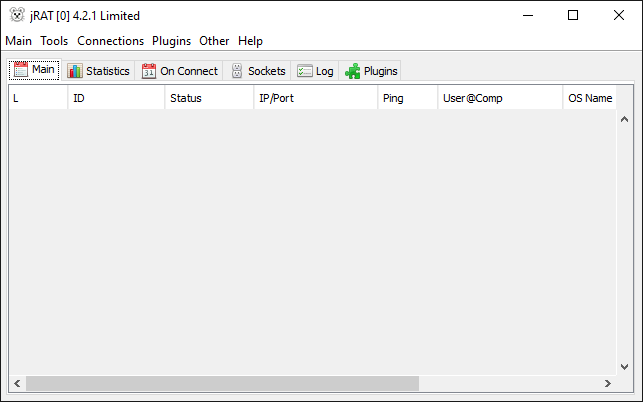 jRAT [0] 4.2.1 Limited
Main Tools Connections Plugins Other Help
Main Statistics 31 On Connect Sockets Log Plugins
L ID Status IP/Port Ping User@Comp OS Name